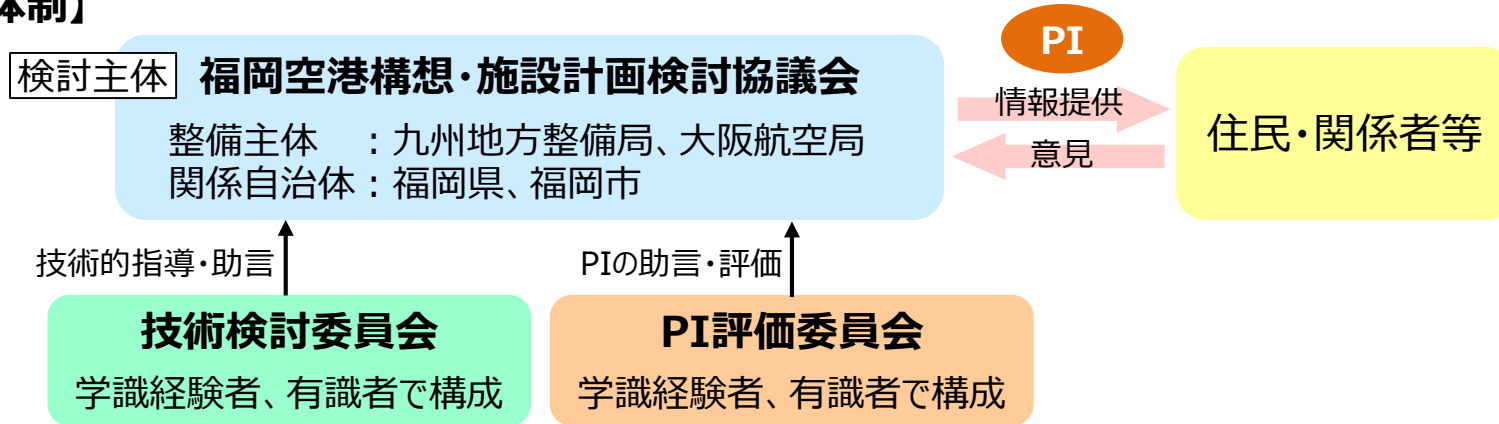 体制】
検討主体
福岡空港構想・施設計画検討協議会
整備主体　：九州地方整備局、大阪航空局
関係自治体：福岡県、福岡市
PI
情報提供
意見
住民・関係者等
技術的指導・助言
PIの助言・評価
技術検討委員会
学識経験者、有識者で構成
PI評価委員会
学識経験者、有識者で構成